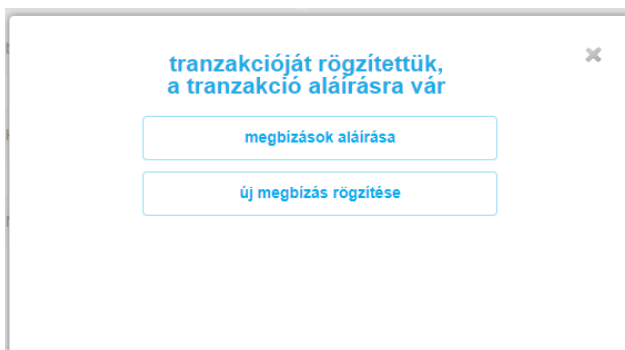 tranzakcióját rögzítettük,
a tranzakció aláírásra vár
megbízások aláírása
új megbízás rögzítése